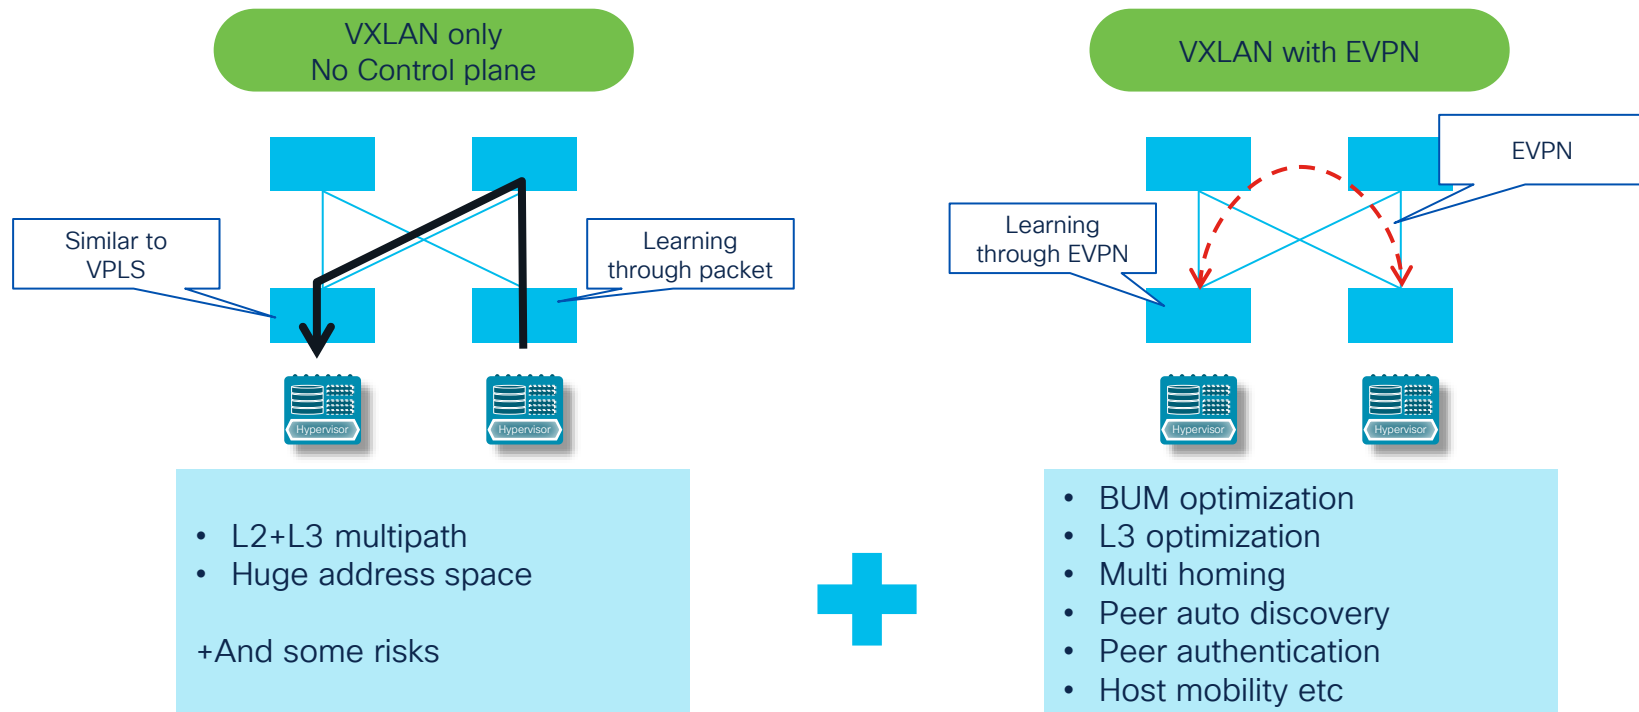 VXLAN only
No Control plane
Similar to
VPLS
Learning
through packet
Hypervisor
Hypervisor
• L2+L3 multipath
• Huge address space
+And some risks
VXLAN with EVPN
EVPN
Learning
through EVPN
Hypervisor
Hypervisor
• BUM optimization
• L3 optimization
• Multi homing
• Peer auto discovery
• Peer authentication
• Host mobility etc